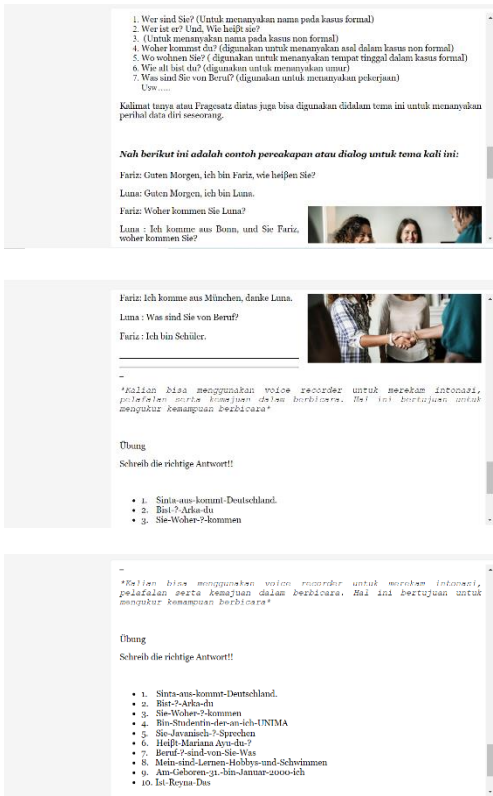 1. Wer sind Sie? (Untuk menanyakan nama pada kasus formal)
2. Wer ist er? Und, Wie heiβt sie?
3. (Untuk menanyakan nama pada kasus non formal)
4. Woher kommst du? (digunakan untuk menanyakan asal dalam kasus non formal)
5. Wo wohnen Sie? ( digunakan untuk menanyakan tempat tinggal dalam kasus formal)
6. Wie alt bist du? (digunakan untuk menanyakan umur)
7. Was sind Sie von Beruf? (digunakan untuk menanyakan pekerjaan)
Usw.....
Kalimat tanya atau Fragesatz diatas juga bisa digunakan didalam tema ini untuk menanyakan
perihal data diri seseorang.
Nah berikut ini adalah contoh percakapan atau dialog untuk tema kali ini:
Fariz: Guten Morgen, ich bin Fariz, wie heiβen Sie?
Luna: Guten Morgen, ich bin Luna.
Fariz: Woher kommen Sie Luna?
Luna : Ich komme aus Bonn, und Sie Fariz,
woher kommen Sie?
Fariz: Ich komme aus München, danke Luna.
Luna : Was sind Sie von Beruf?
Fariz : Ich bin Schüler.
*Kalian bisa menggunakan voice recorder untuk merekam intonasi,
pelafalan serta kemajuan dalam berbicara. Hal ini bertujuan untuk
mengukur kemampuan berbicara*
Übung
Schreib die richtige Antwort!!
1. Sinta-aus-kommt-Deutschland.
2. Bist-?-Arka-du
3. Sie-Woher-?-kommen
*Kalian bisa menggunakan voice recorder untuk merekam intonasi,
pelafalan serta kemajuan dalam berbicara. Hal ini bertujuan untuk
mengukur kemampuan berbicara*
Übung
Schreib die richtige Antwort!!
1. Sinta-aus-kommt-Deutschland.
2. Bist-?-Arka-du
3. Sie-Woher-?-kommen
4. Bin-Studentin-der-an-ich-UNIMA
5. Sie-Javanisch-?-Sprechen
6. Heiβt-Mariana Ayu-du-?
7. Beruf-?-sind-von-Sie-Was
8. Mein-sind-Lernen-Hobbys-und-Schwimmen
9. Am-Geboren-31.-bin-Januar-2000-ich
10. Ist-Reyna-Das